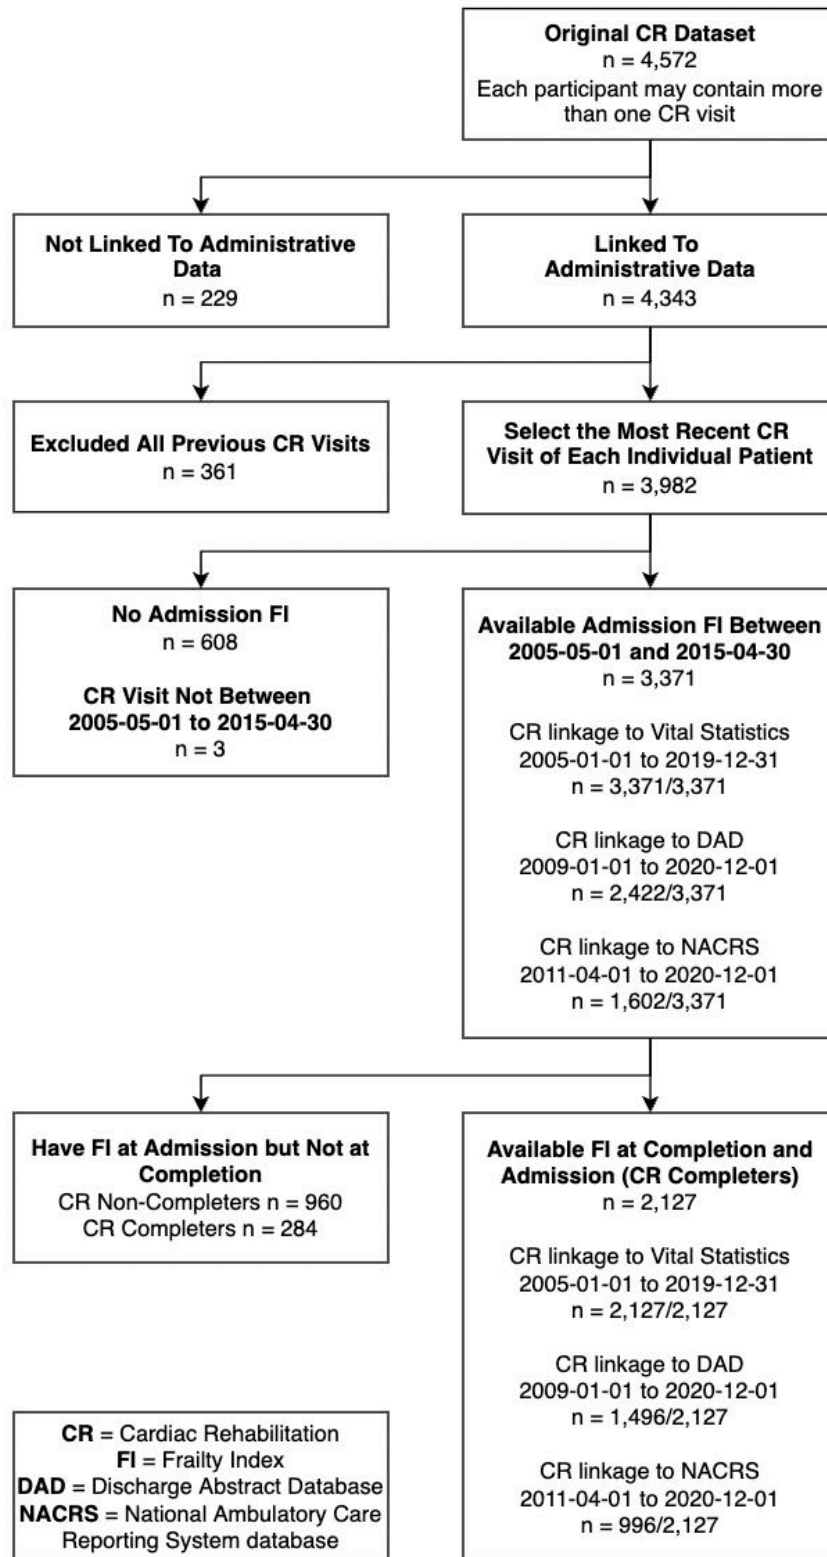 Original CR Dataset
n = 4,572
Each participant may contain more
than one CR visit
Not Linked To Administrative
Data
n = 229
Linked To
Administrative Data
n = 4,343
Excluded All Previous CR Visits
n = 361
Select the Most Recent CR
Visit of Each Individual Patient
n = 3,982
No Admission FI
n = 608
CR Visit Not Between
2005-05-01 to 2015-04-30
n = 3
Available Admission FI Between
2005-05-01 and 2015-04-30
n = 3,371
CR linkage to Vital Statistics
2005-01-01 to 2019-12-31
n = 3,371/3,371
CR linkage to DAD
2009-01-01 to 2020-12-01
n = 2,422/3,371
CR linkage to NACRS
2011-04-01 to 2020-12-01
n = 1,602/3,371
Have FI at Admission but Not at
Completion
CR Non-Completers n = 960
CR Completers n = 284
Available FI at Completion and
Admission (CR Completers)
n = 2,127
CR linkage to Vital Statistics
2005-01-01 to 2019-12-31
n = 2,127/2,127
CR linkage to DAD
2009-01-01 to 2020-12-01
n = 1,496/2,127
CR linkage to NACRS
2011-04-01 to 2020-12-01
n = 996/2,127
CR = Cardiac Rehabilitation
FI = Frailty Index
DAD = Discharge Abstract Database
NACRS = National Ambulatory Care
Reporting System database